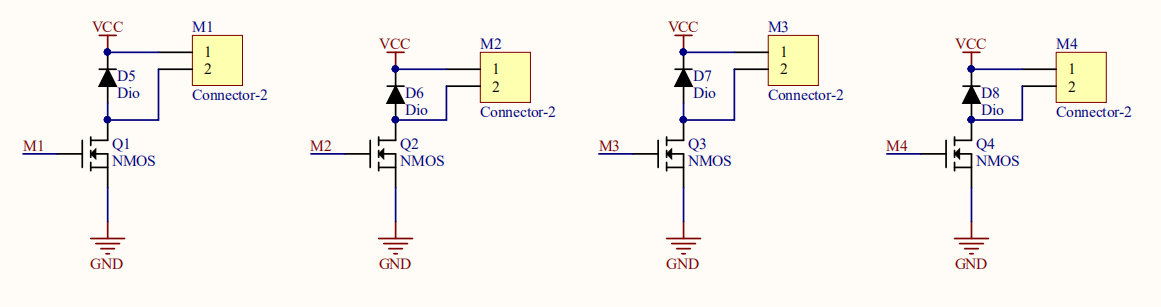 VCC
M1
1
2
D5
Dio
Connector-2
M1
Q1
NMOS
GND
VCC
M2
1
2
D6
Dio
Connector-2
M2
Q2
NMOS
GND
VCC
M3
1
2
D7
Dio
Connector-2
M3
Q3
NMOS
GND
VCC
M4
1
2
D8
Dio
Connector-2
M4
Q4
NMOS
GND